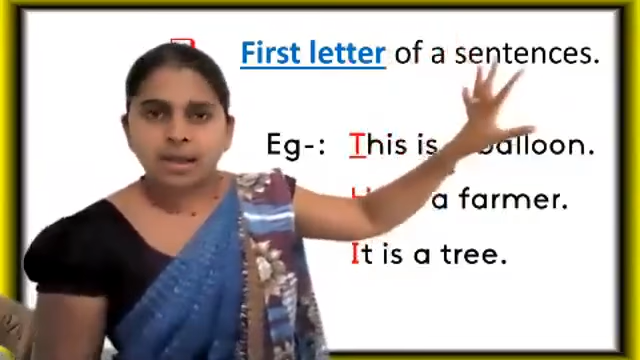 First letter of a sentences.
Eg-: This is balloon.
a farmer.
It is a tree.